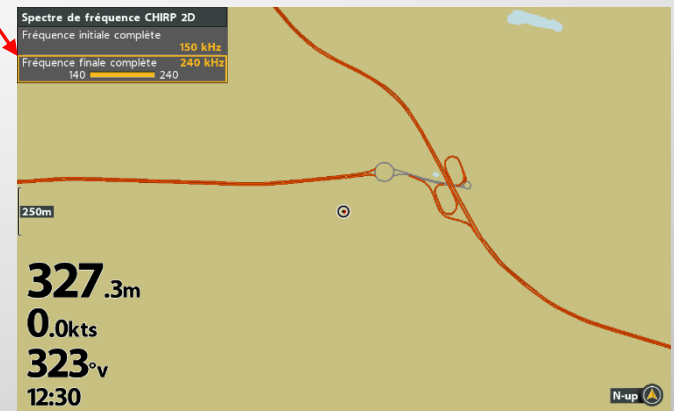 Spectre de fréquence CHIRP 2D
Fréquence initiale complète
150 kHz
Fréquence finale complète 240 kHz
140 240
250m
327.3m
0.0kts
323°v
12:30
N-up